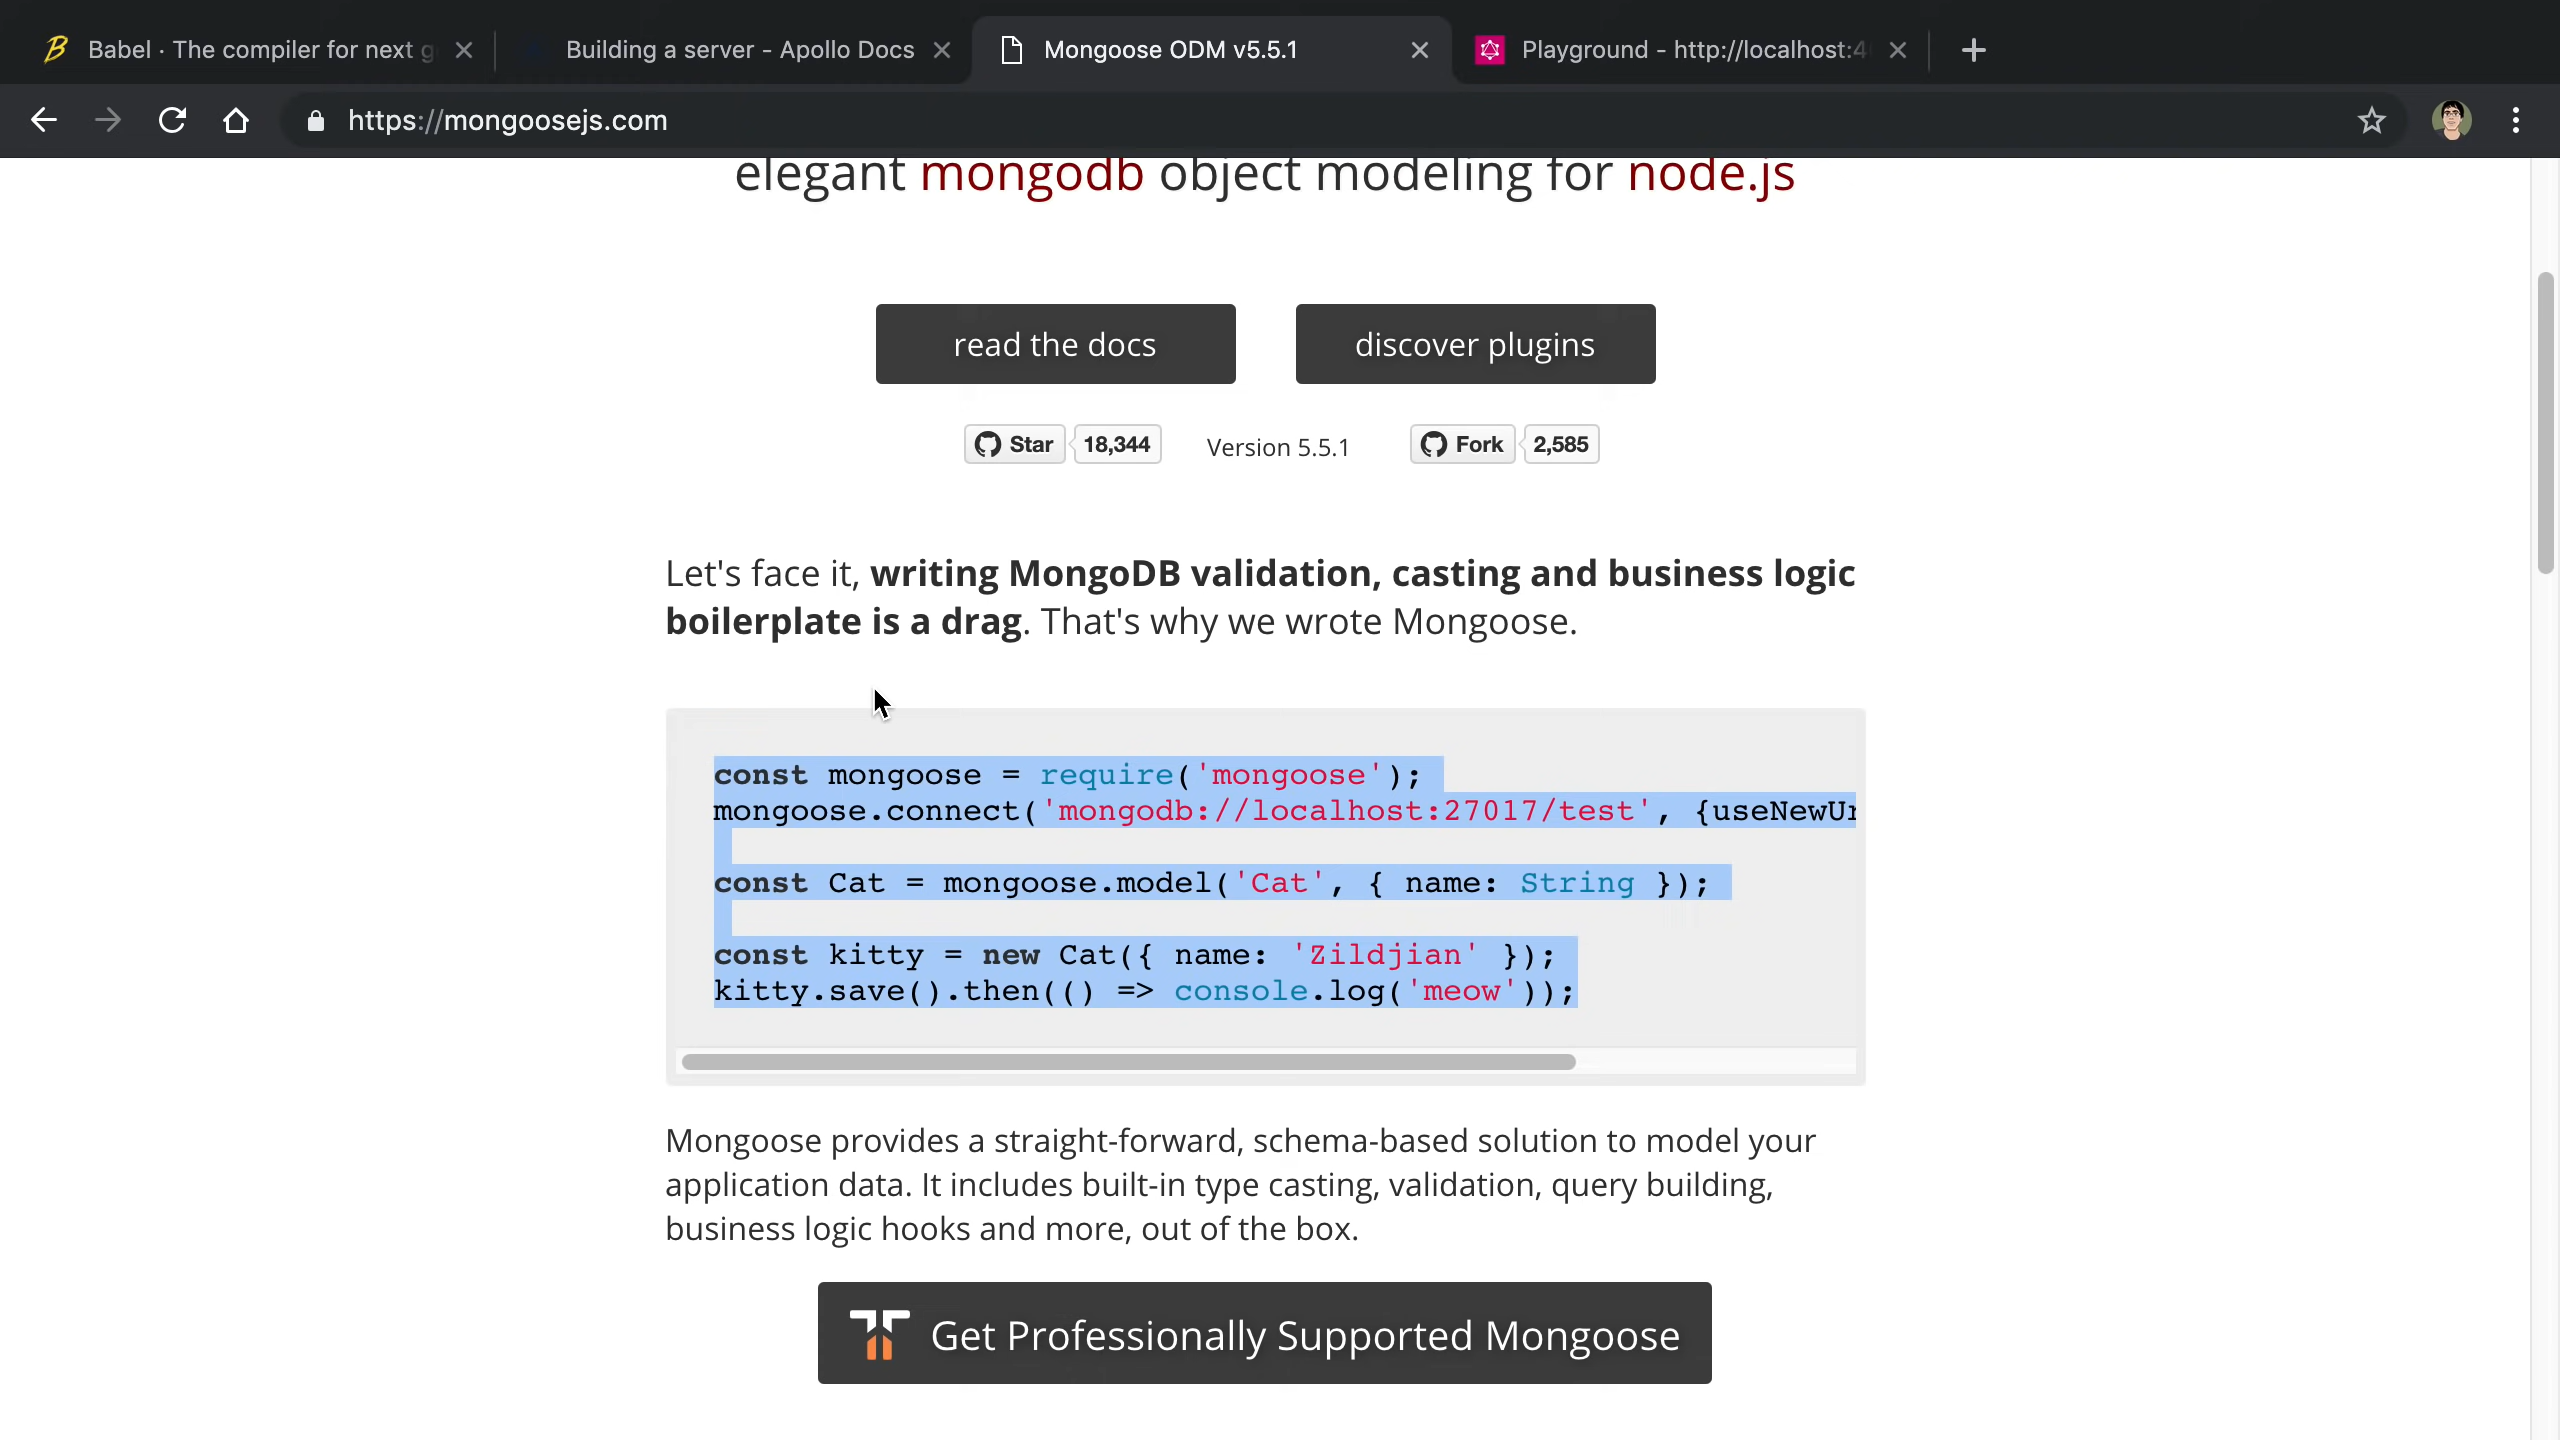 Babel · The compiler for next g
Building a server - Apollo Docs
Mongoose ODM v5.5.1
Playground - http://localhost:4
https://mongoosejs.com
elegant mongodb object modeling for node.js
read the docs
discover plugins
Star 18,344
Version 5.5.1
Fork 2,585
Let's face it, writing MongoDB validation, casting and business logic
boilerplate is a drag. That's why we wrote Mongoose.
const mongoose = require('mongoose');
mongoose.connect('mongodb://localhost:27017/test', {useNewUr
const Cat = mongoose.model('Cat', { name: String });
const kitty = new Cat({ name: 'Zildjian' });
kitty.save().then(() => console.log('meow'));
Mongoose provides a straight-forward, schema-based solution to model your
application data. It includes built-in type casting, validation, query building,
business logic hooks and more, out of the box.
Get Professionally Supported Mongoose